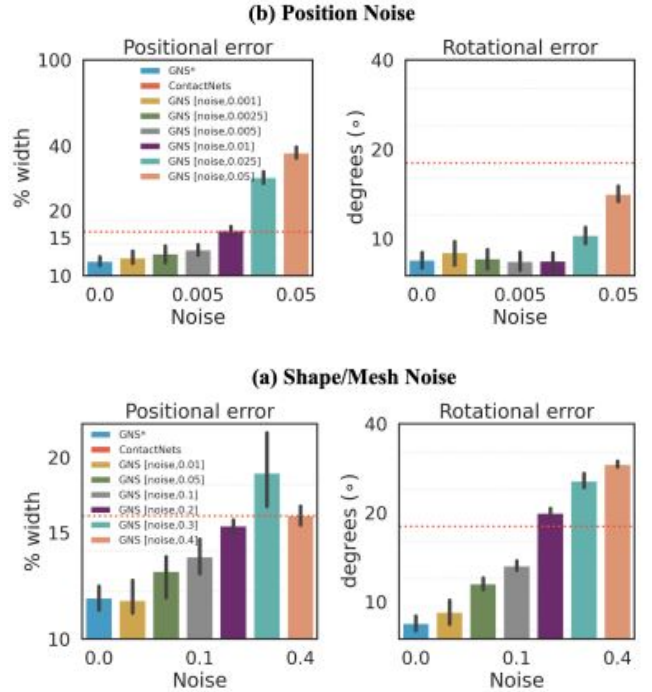 (b) Position Noise
Positional error
100
40
20
15
10
% width
GNS*
ContactNets
GNS [noise,0.001]
GNS [noise,0.0025]
GNS [noise,0.005]
GNS [noise,0.01]
GNS [noise,0.025]
GNS [noise,0.05]
0.0 0.005 0.05
Noise
Rotational error
40
20
10
degrees (∘)
0.0 0.005 0.05
Noise
(a) Shape/Mesh Noise
Positional error
20
15
10
% width
GNS*
ContactNets
GNS [noise,0.01]
GNS [noise,0.05]
GNS [noise,0.1]
GNS [noise,0.2]
GNS [noise,0.3]
GNS [noise,0.4]
0.0 0.1 0.4
Noise
Rotational error
40
20
10
degrees (∘)
0.0 0.1 0.4
Noise